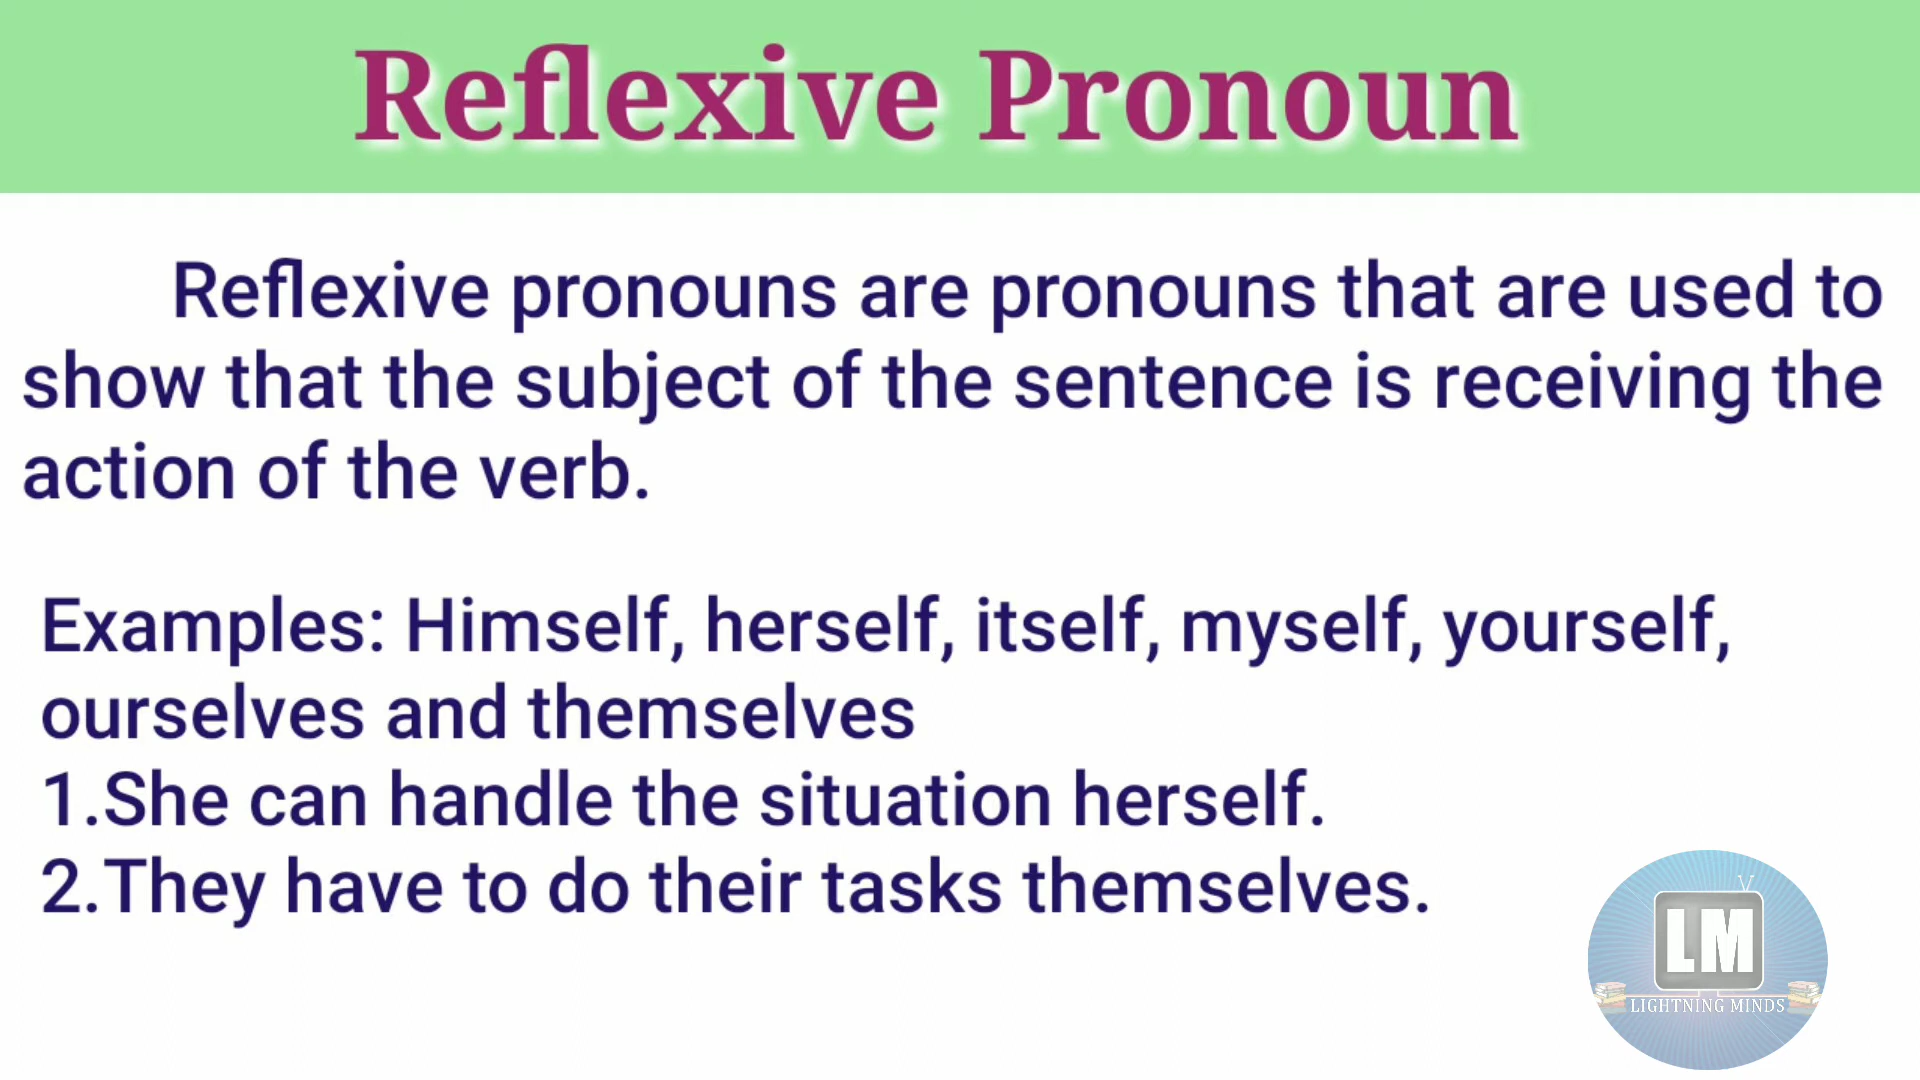 Reflexive Pronoun
Reflexive pronouns are pronouns that are used to
show that the subject of the sentence is receiving the
action of the verb.
Examples: Himself, herself, itself, myself, yourself,
ourselves and themselves
1.She can handle the situation herself.
2.They have to do their tasks themselves.
LM
LIGHTNING MINDS